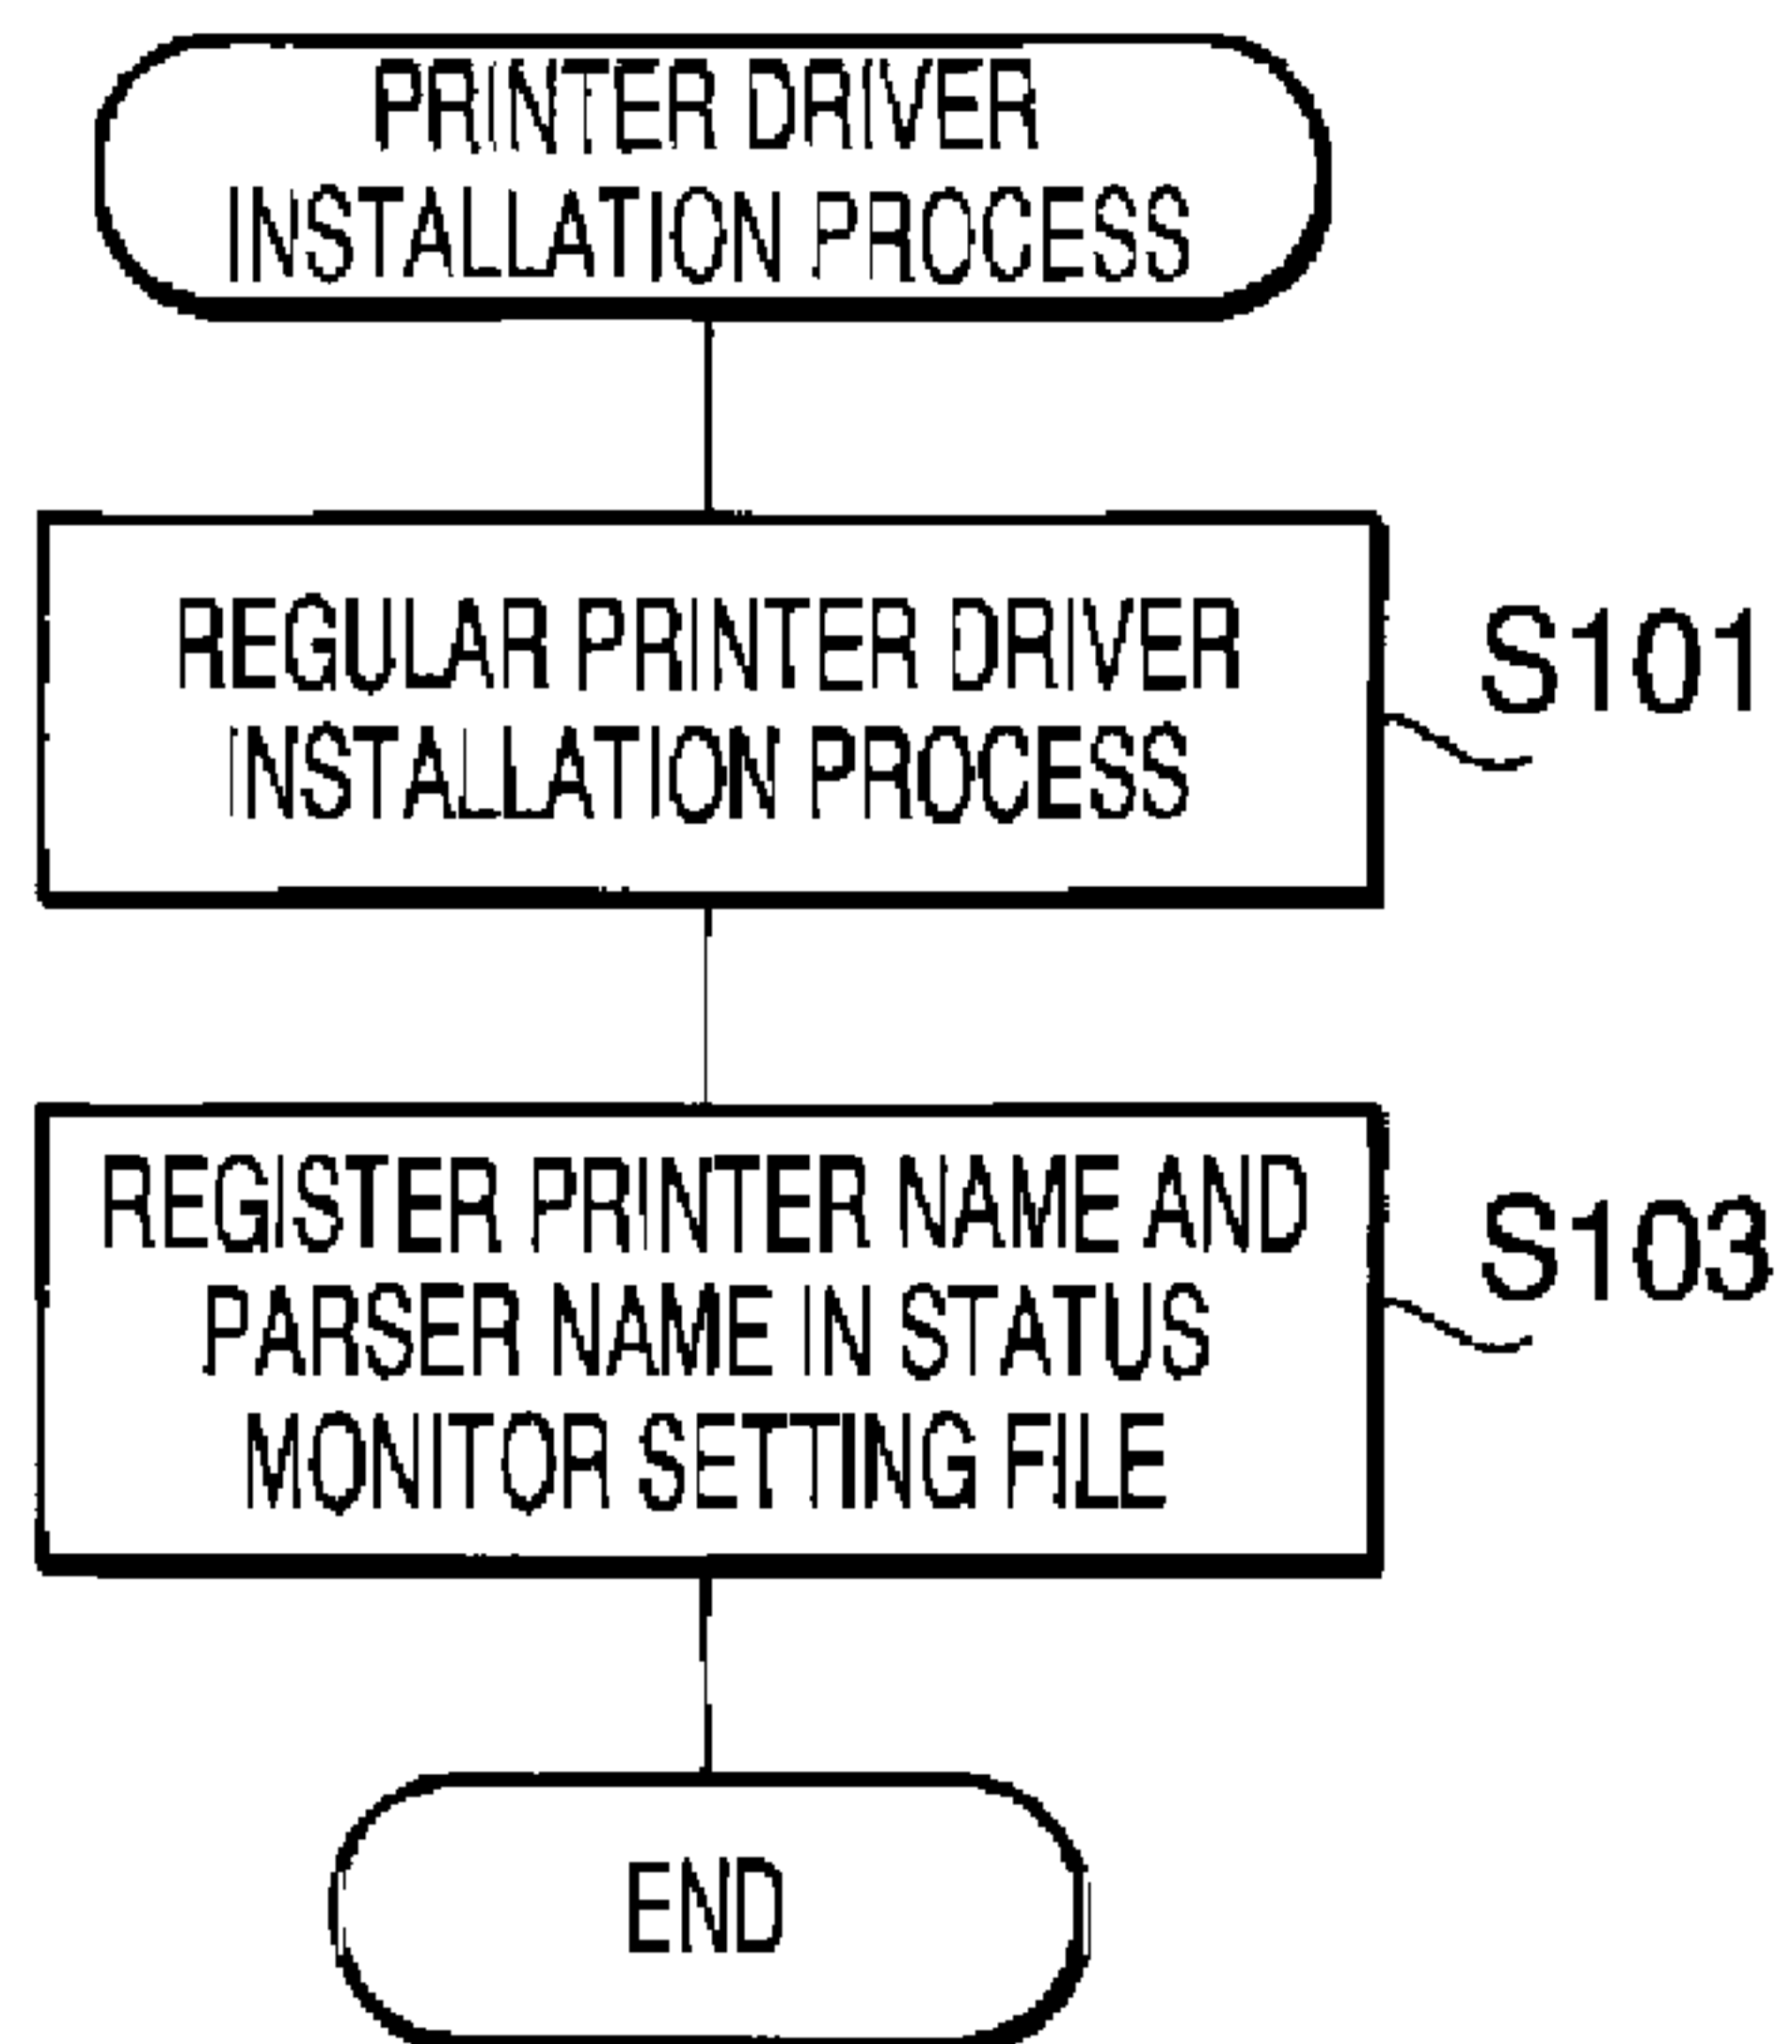 PRINTER DRIVER
INSTALLATION PROCESS
REGULAR PRINTER DRIVER
INSTALLATION PROCESS
S101
REGISTER PRINTER NAME AND
PARSER NAME IN STATUS
MONITOR SETTING FILE
S103
END